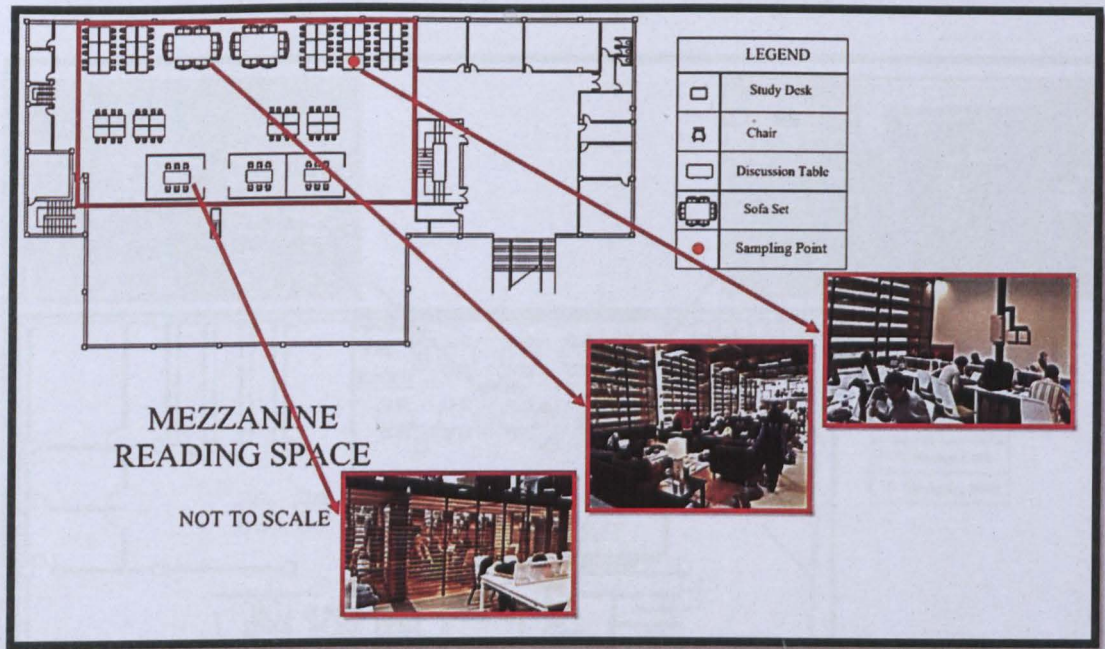 LEGEND
Study Desk
Chair
Discussion Table
Sofa Set
Sampling Point
MEZZANINE
READING SPACE
NOT TO SCALE